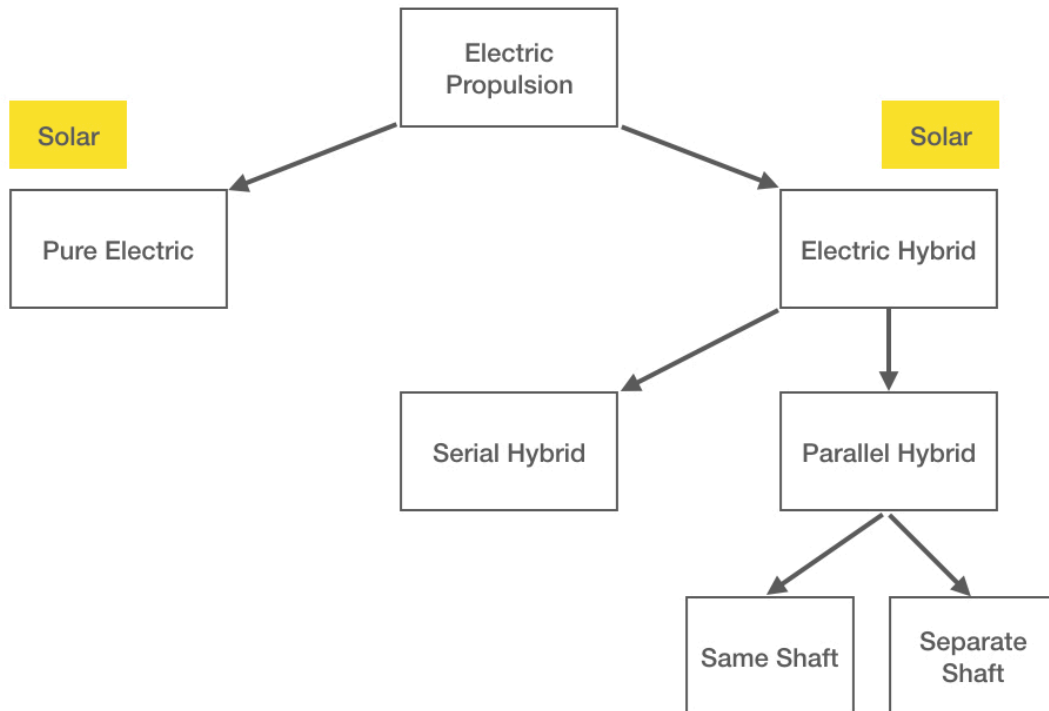 Electric
Propulsion
Solar
Solar
Pure Electric
Electric Hybrid
Serial Hybrid
Parallel Hybrid
Same Shaft
Separate
Shaft